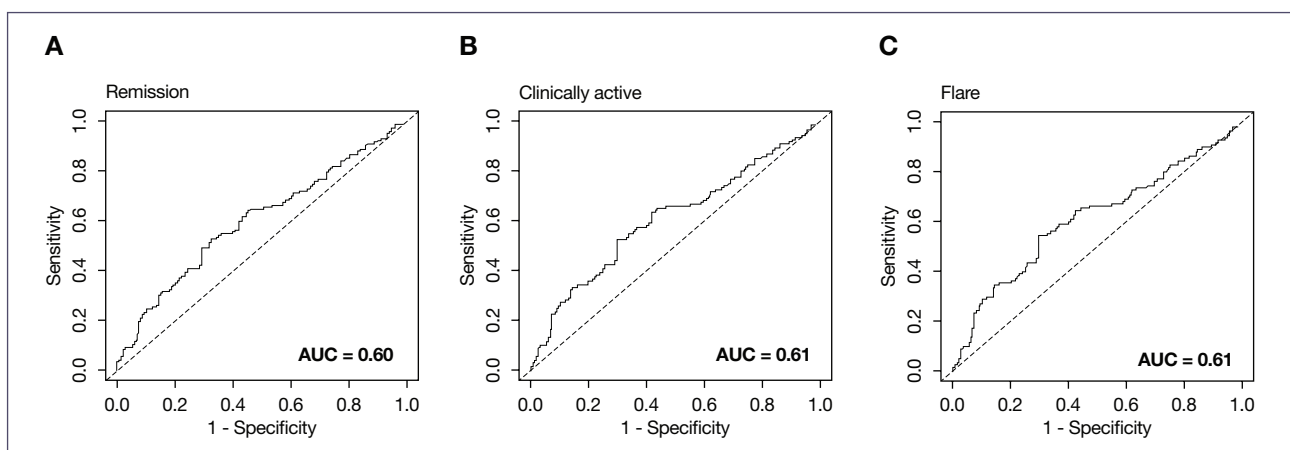 A
Remission
Sensitivity
1.0
0.8
0.6
0.4
0.2
0.0
AUC = 0.60
0.0 0.2 0.4 0.6 0.8 1.0
1 - Specificity
B
Clinically active
Sensitivity
1.0
0.8
0.6
0.4
0.2
0.0
AUC = 0.61
0.0 0.2 0.4 0.6 0.8 1.0
1 - Specificity
C
Flare
Sensitivity
1.0
0.8
0.6
0.4
0.2
0.0
AUC = 0.61
0.0 0.2 0.4 0.6 0.8 1.0
1 - Specificity